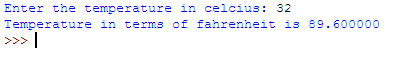 Enter the temperature in celcius: 32
Temperature in terms of fahrenheit is 89.600000
>>>